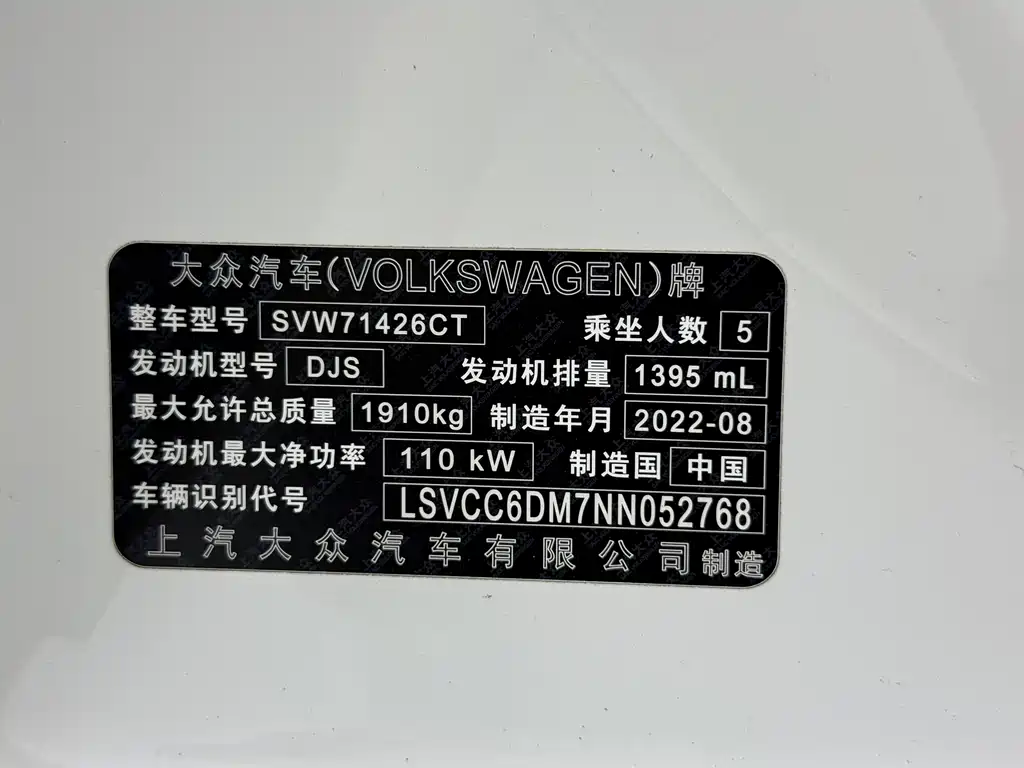 大众汽车(VOLKSWAGEN)牌
整车型号 SVW71426CT 乘坐人数 5
发动机型号 DJS 发动机排量 1395 mL
最大允许总质量 1910kg 制造年月 2022-08
发动机最大净功率 110 kW 制造国 中国
车辆识别代号 LSVCC6DM7NN052768
上汽大众汽车有限公司制造